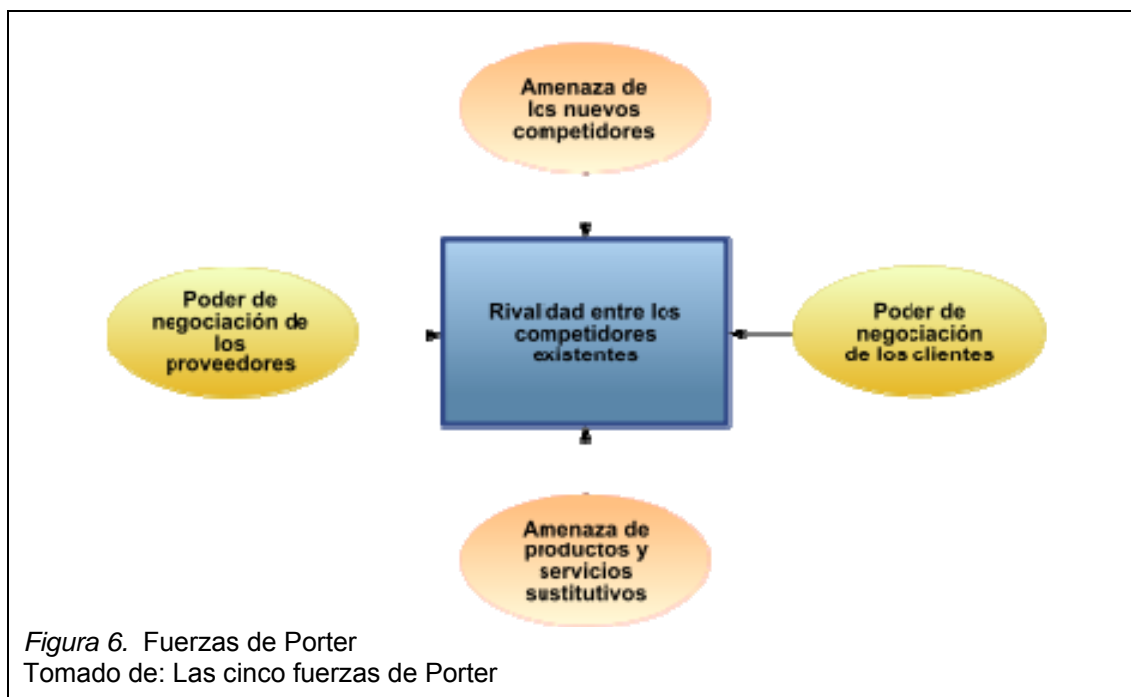 Amenaza de
los nuevos
competidores
Poder de
negociación de
los
proveedores
Rivalidad entre los
competidores
existentes
Poder de
negociación
de los clientes
Amenaza de
productos y
servicios
sustitutivos
Figura 6. Fuerzas de Porter
Tomado de: Las cinco fuerzas de Porter